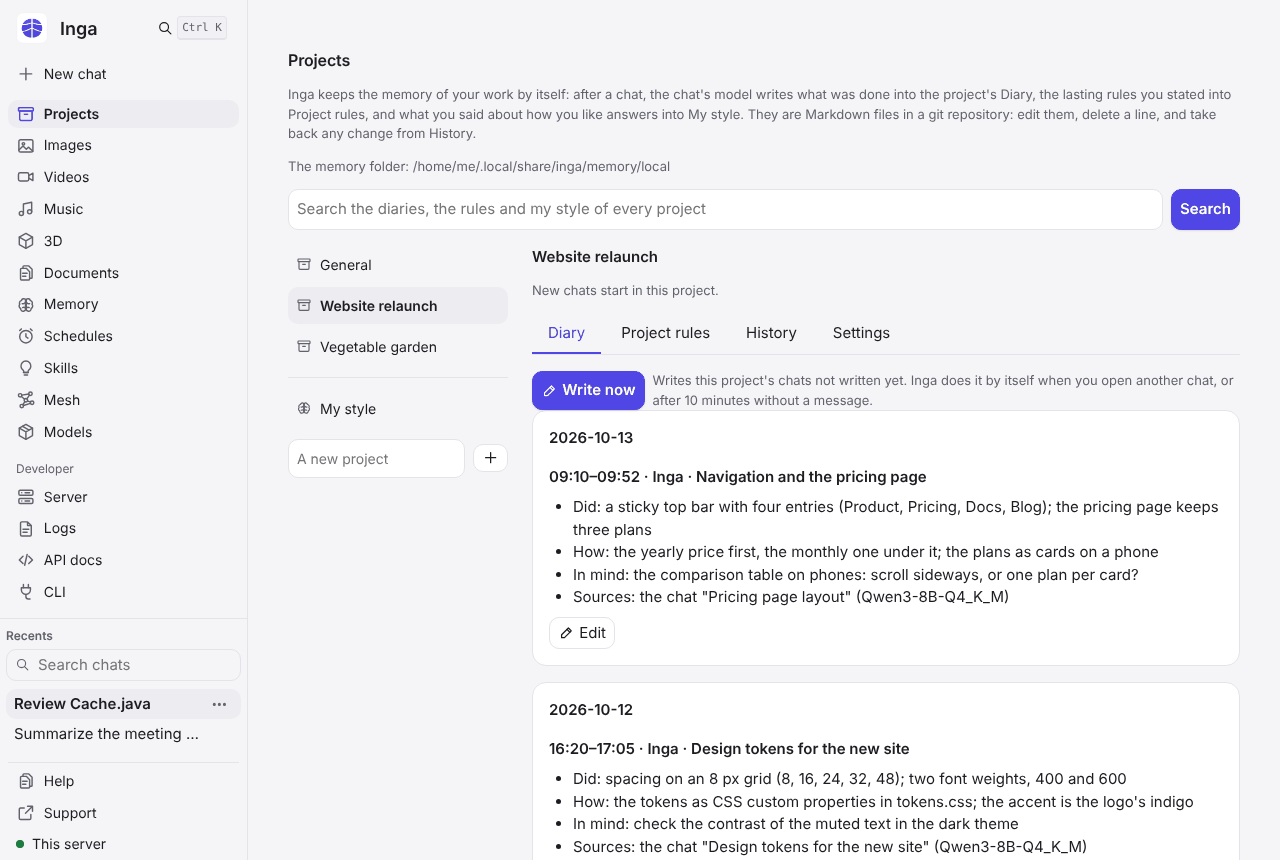 Inga
Ctrl K
New chat
Projects
Images
Videos
Music
3D
Documents
Memory
Schedules
Skills
Mesh
Models
Developer
Server
Logs
API docs
CLI
Recents
Search chats
Review Cache.java
Summarize the meeting ...
Help
Support
This server
Projects
Inga keeps the memory of your work by itself: after a chat, the chat's model writes what was done into the project's Diary, the lasting rules you stated into
Project rules, and what you said about how you like answers into My style. They are Markdown files in a git repository: edit them, delete a line, and take
back any change from History.
The memory folder: /home/me/.local/share/inga/memory/local
Search the diaries, the rules and my style of every project
Search
General
Website relaunch
Vegetable garden
My style
A new project
Website relaunch
New chats start in this project.
Diary
Project rules
History
Settings
Write now
Writes this project's chats not written yet. Inga does it by itself when you open another chat, or
after 10 minutes without a message.
2026-10-13
09:10–09:52 · Inga · Navigation and the pricing page
• Did: a sticky top bar with four entries (Product, Pricing, Docs, Blog); the pricing page keeps
three plans
• How: the yearly price first, the monthly one under it; the plans as cards on a phone
• In mind: the comparison table on phones: scroll sideways, or one plan per card?
• Sources: the chat "Pricing page layout" (Qwen3-8B-Q4_K_M)
Edit
2026-10-12
16:20–17:05 · Inga · Design tokens for the new site
• Did: spacing on an 8 px grid (8, 16, 24, 32, 48); two font weights, 400 and 600
• How: the tokens as CSS custom properties in tokens.css; the accent is the logo's indigo
• In mind: check the contrast of the muted text in the dark theme
• Sources: the chat "Design tokens for the new site" (Qwen3-8B-Q4_K_M)